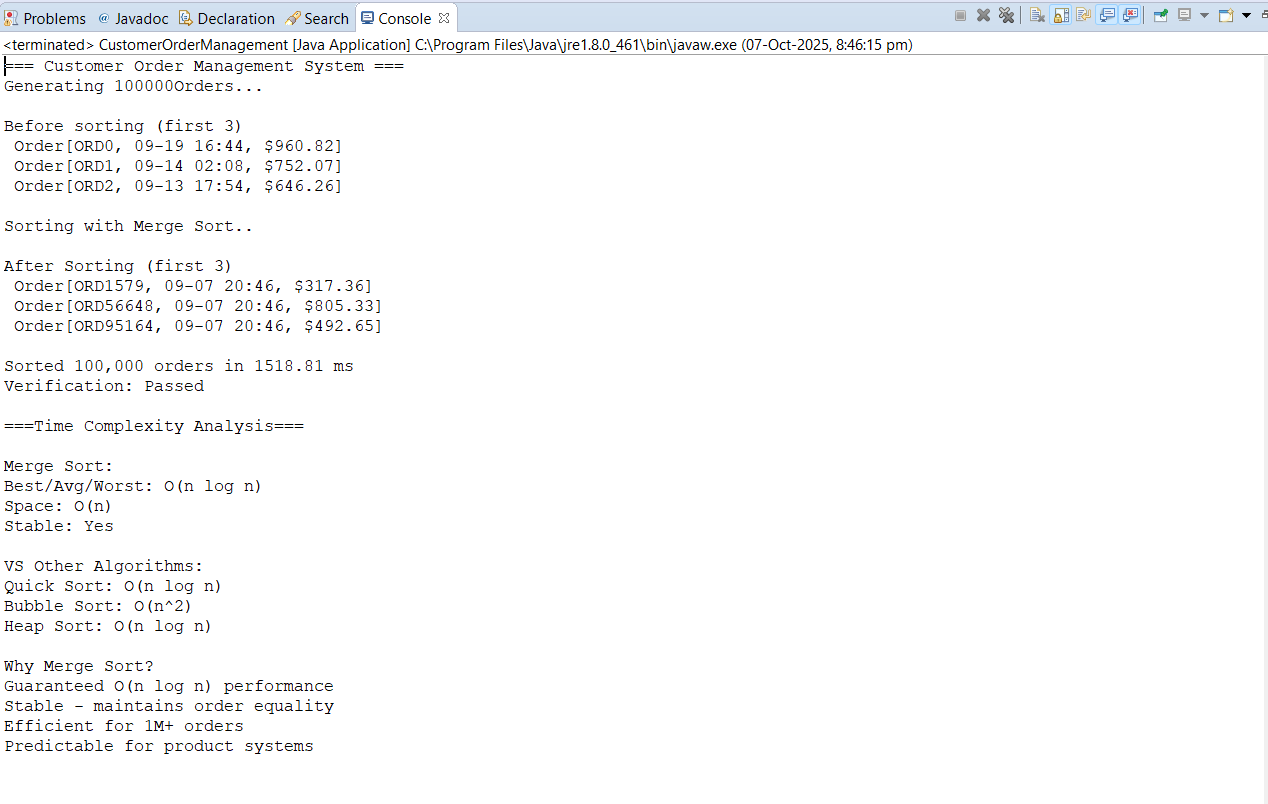 Problems @ Javadoc Declaration Search Console
<terminated> CustomerOrderManagement [Java Application] C:\Program Files\Java\jre1.8.0_461\bin\javaw.exe (07-Oct-2025, 8:46:15 pm)
=== Customer Order Management System ===
Generating 100000Orders...
Before sorting (first 3)
Order[ORD0, 09-19 16:44, $960.82]
Order[ORD1, 09-14 02:08, $752.07]
Order[ORD2, 09-13 17:54, $646.26]
Sorting with Merge Sort..
After Sorting (first 3)
Order[ORD1579, 09-07 20:46, $317.36]
Order[ORD56648, 09-07 20:46, $805.33]
Order[ORD95164, 09-07 20:46, $492.65]
Sorted 100,000 orders in 1518.81 ms
Verification: Passed
===Time Complexity Analysis===
Merge Sort:
Best/Avg/Worst: O(n log n)
Space: O(n)
Stable: Yes
VS Other Algorithms:
Quick Sort: O(n log n)
Bubble Sort: O(n^2)
Heap Sort: O(n log n)
Why Merge Sort?
Guaranteed O(n log n) performance
Stable - maintains order equality
Efficient for 1M+ orders
Predictable for product systems